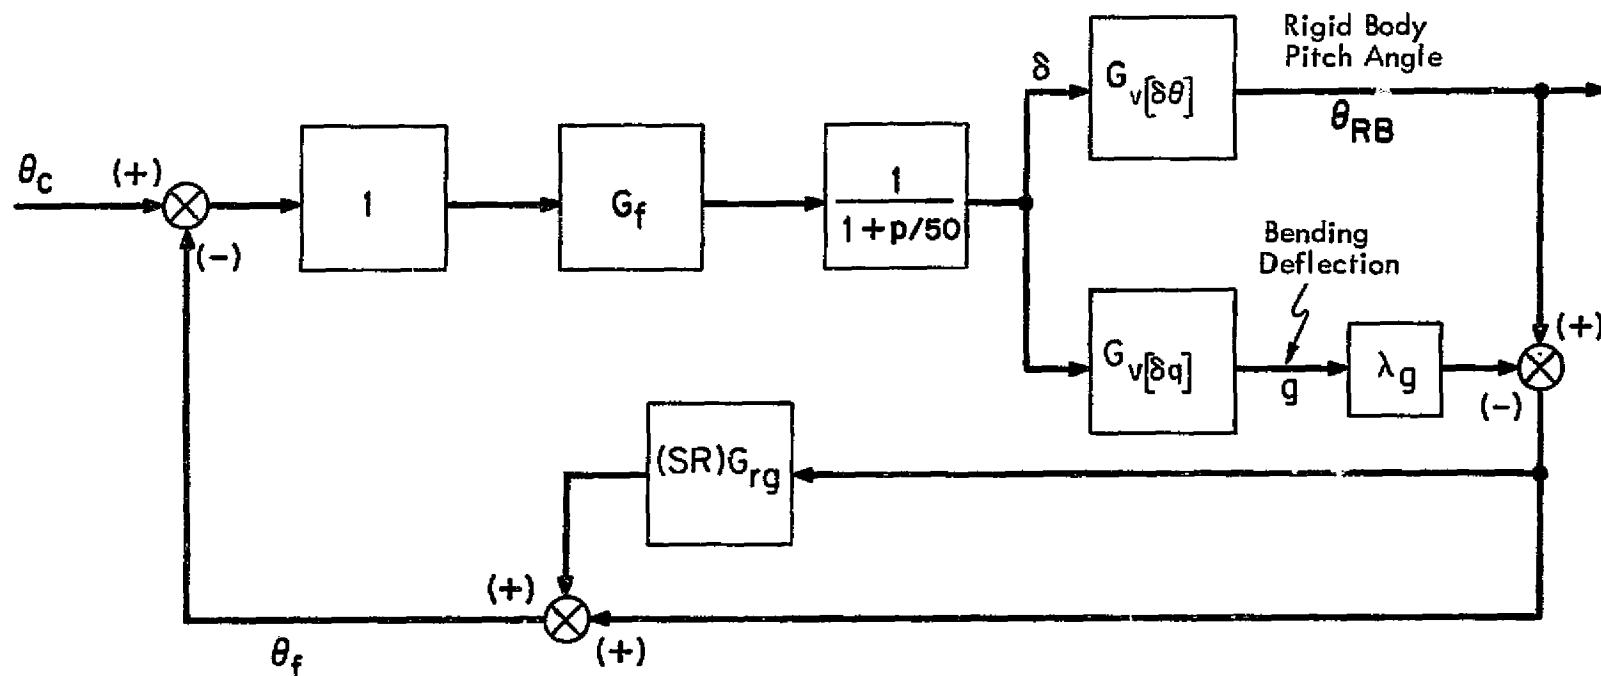 Rigid Body
Pitch Angle
δ
G_v[δθ]
θ_RB
θ_c
(+)
1
G_f
1
1+p/50
(-)
Bending
Deflection
(+)
G_v[δq]
g
λ_g
(-)
(SR)G_rg
(+)
(+)
θ_f